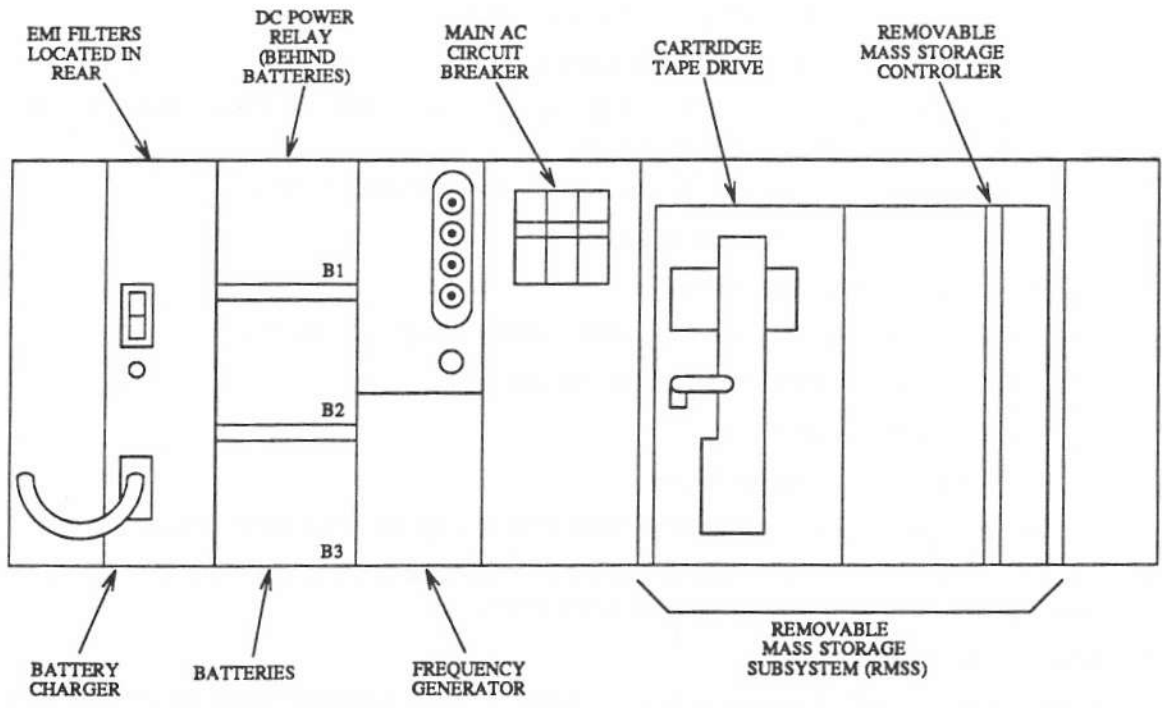 EMI FILTERS
LOCATED IN
REAR
DC POWER
RELAY
(BEHIND
BATTERIES)
MAIN AC
CIRCUIT
BREAKER
CARTRIDGE
TAPE DRIVE
REMOVABLE
MASS STORAGE
CONTROLLER
B1
B2
B3
BATTERY
CHARGER
BATTERIES
FREQUENCY
GENERATOR
REMOVABLE
MASS STORAGE
SUBSYSTEM (RMSS)